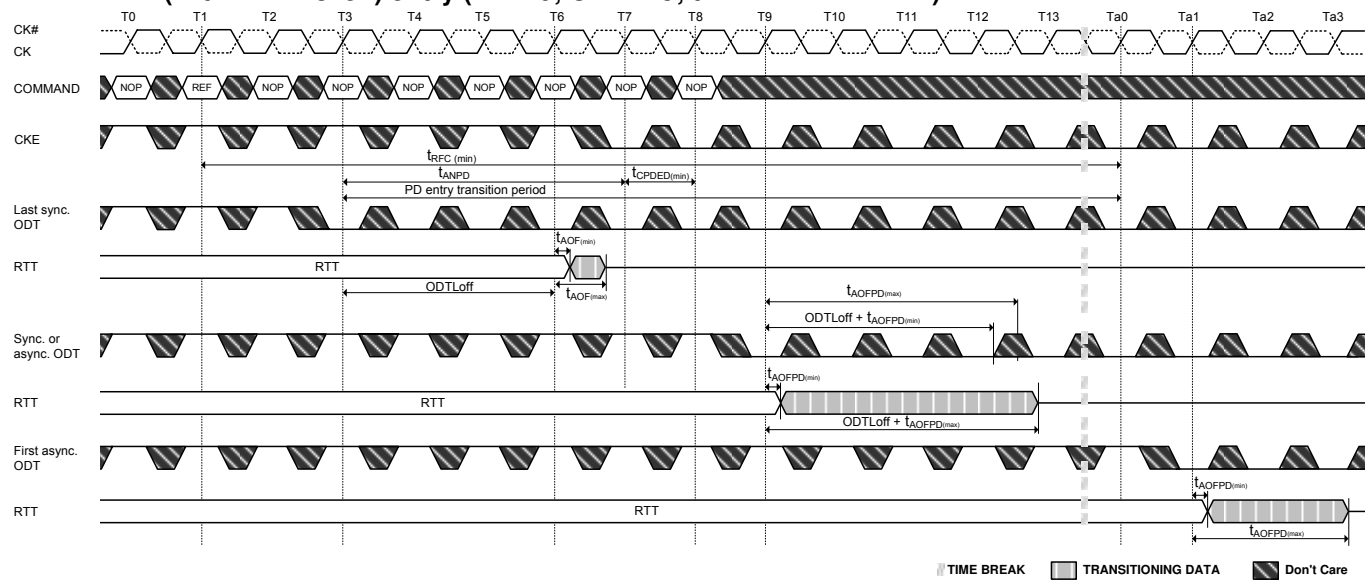 T0 T1 T2 T3 T4 T5 T6 T7 T8 T9 T10 T11 T12 T13 Ta0 Ta1 Ta2 Ta3
CK#
CK
COMMAND NOP REF NOP NOP NOP NOP NOP NOP NOP
CKE
tRFC (min)
tANPD tCPDED(min)
PD entry transition period
Last sync.
ODT
tAOF(min)
RTT RTT
ODTLoff tAOF(max)
tAOFPD(max)
ODTLoff + tAOFPD(min)
Sync. or
async. ODT
tAOFPD(min)
RTT RTT
ODTLoff + tAOFPD(max)
First async.
ODT
tAOFPD(min)
RTT RTT
tAOFPD(max)
TIME BREAK TRANSITIONING DATA Don't Care